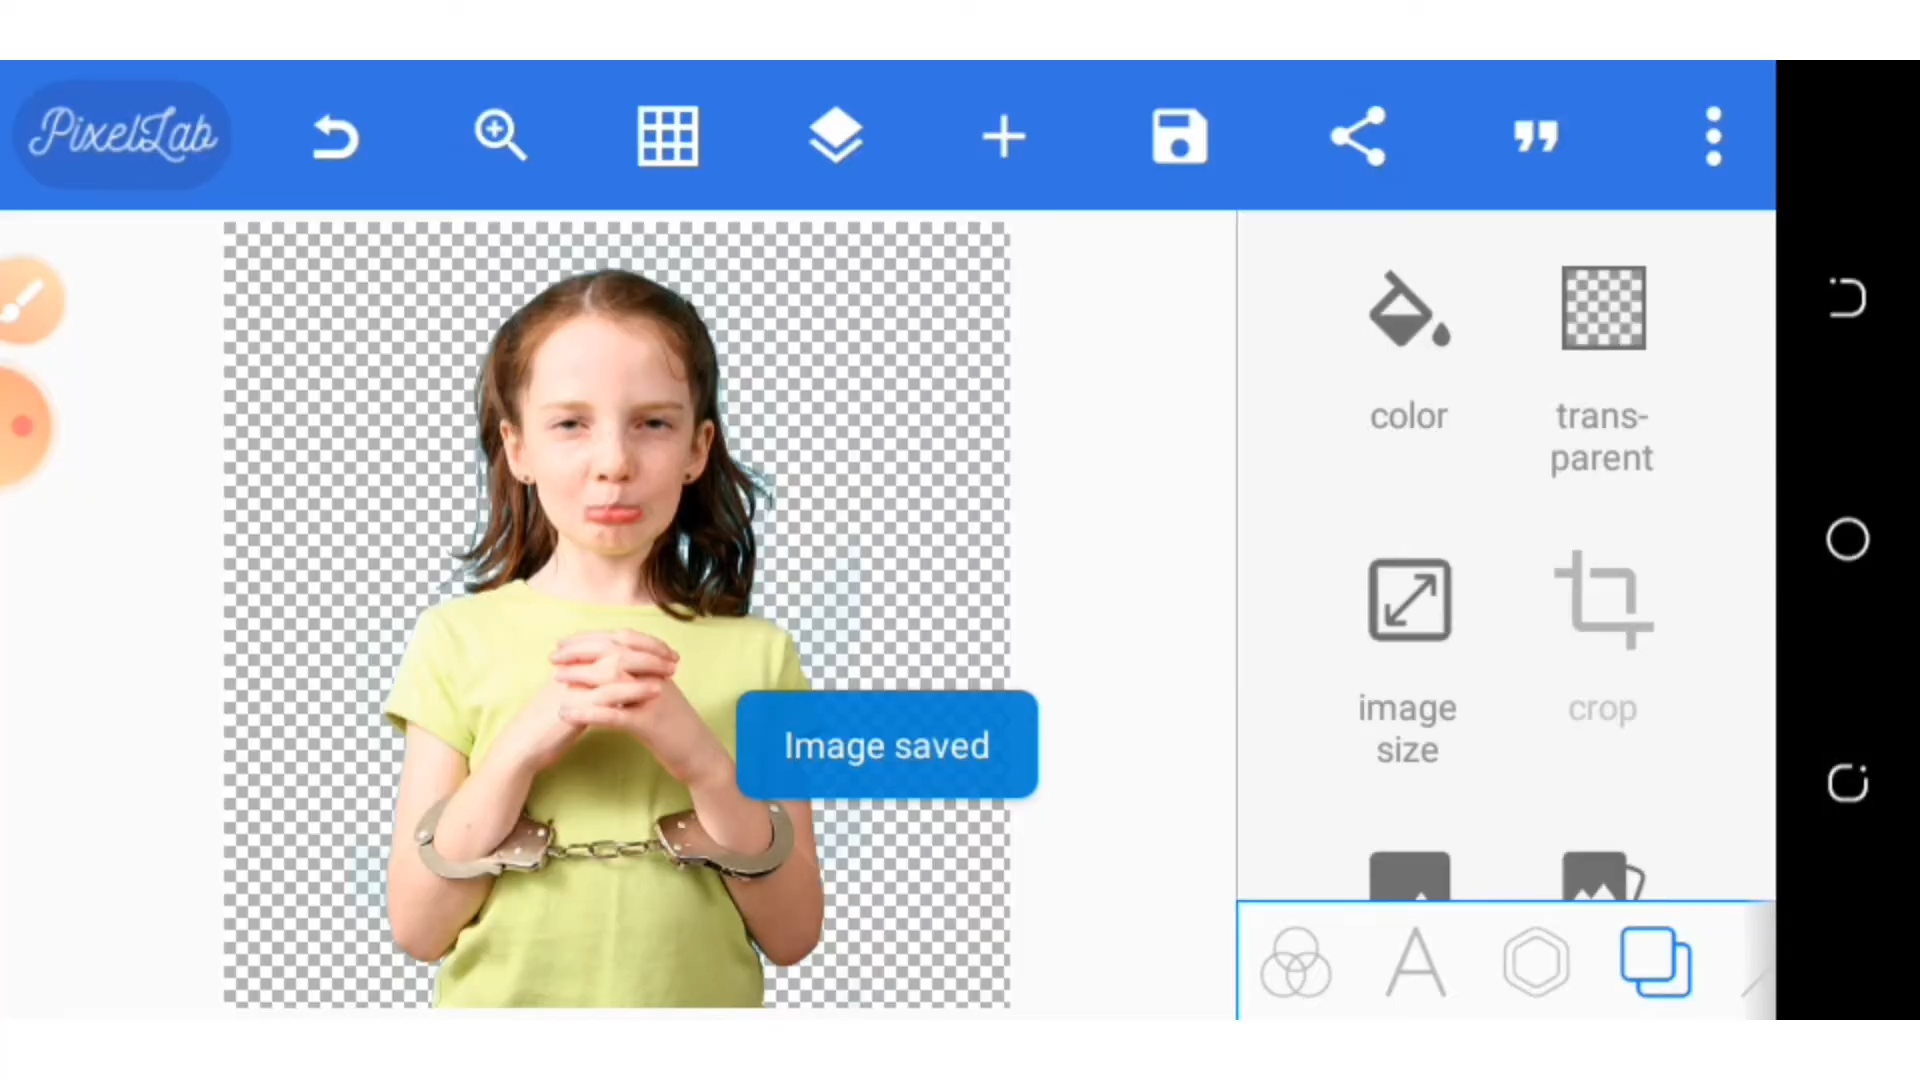 PixelLab
color
trans-
parent
image
size
crop
Image saved